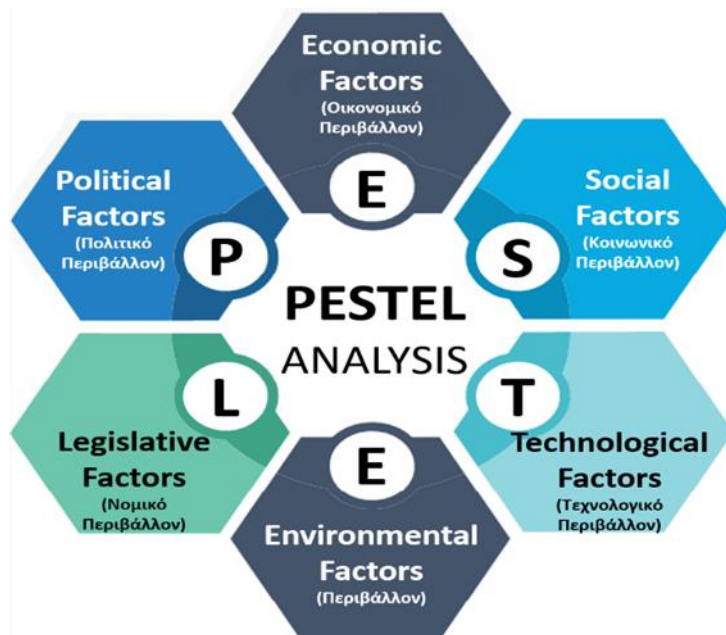 Economic
Factors
(Οικονομικό
Περιβάλλον)
E
Political
Factors
(Πολιτικό
Περιβάλλον)
P
Social
Factors
(Κοινωνικό
Περιβάλλον)
S
PESTEL
ANALYSIS
L
Legislative
Factors
(Νομικό
Περιβάλλον)
T
Technological
Factors
(Τεχνολογικό
Περιβάλλον)
E
Environmental
Factors
(Περιβάλλον)